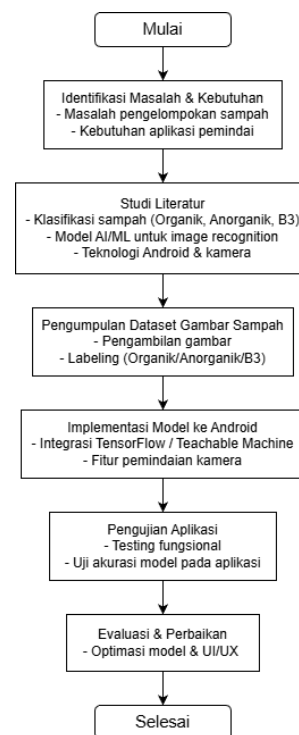 Mulai
Identifikasi Masalah & Kebutuhan
- Masalah pengelompokan sampah
- Kebutuhan aplikasi pemindai
Studi Literatur
- Klasifikasi sampah (Organik, Anorganik, B3)
- Model AI/ML untuk image recognition
- Teknologi Android & kamera
Pengumpulan Dataset Gambar Sampah
- Pengambilan gambar
- Labeling (Organik/Anorganik/B3)
Implementasi Model ke Android
- Integrasi TensorFlow / Teachable Machine
- Fitur pemindaian kamera
Pengujian Aplikasi
- Testing fungsional
- Uji akurasi model pada aplikasi
Evaluasi & Perbaikan
- Optimasi model & UI/UX
Selesai